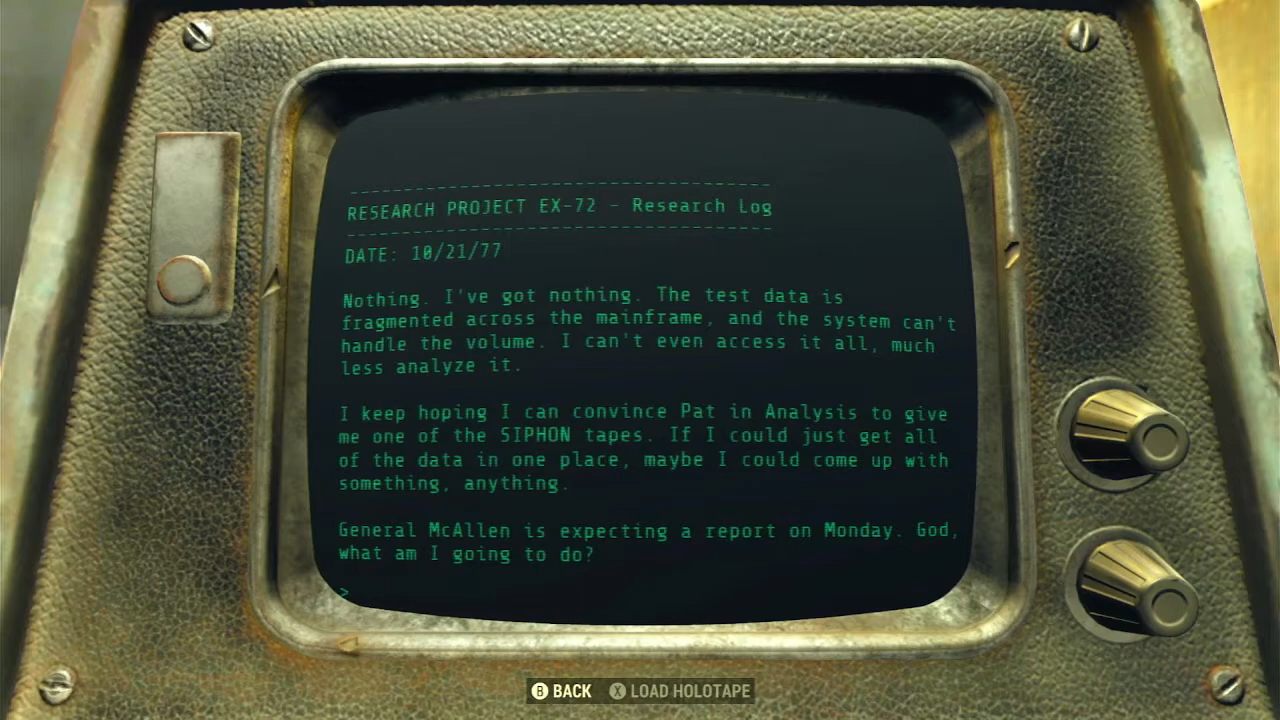 RESEARCH PROJECT EX-72 - Research Log
DATE: 10/21/77
Nothing. I've got nothing. The test data is
fragmented across the mainframe, and the system can't
handle the volume. I can't even access it all, much
less analyze it.
I keep hoping I can convince Pat in Analysis to give
me one of the SIPHON tapes. If I could just get all
of the data in one place, maybe I could come up with
something, anything.
General McAllen is expecting a report on Monday. God,
what am I going to do?
>
B BACK X LOAD HOLOTAPE